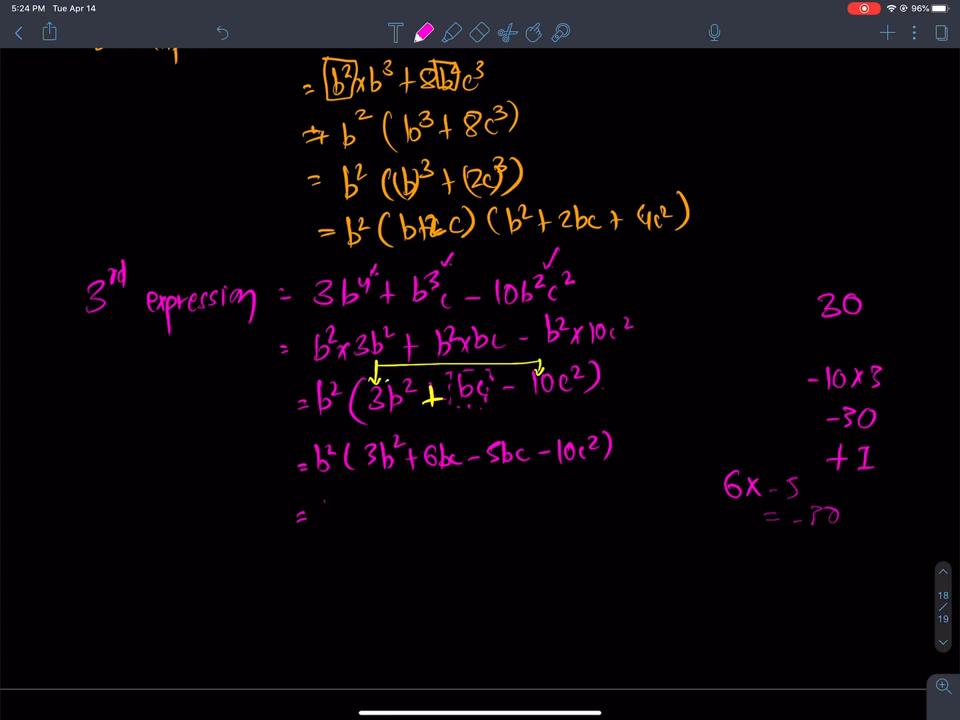 5:24 PM Tue Apr 14
96%
= b²×b³ + 8b²c³
⇒ b² (b³ + 8c³)
= b² ((b)³ + (2c)³)
= b² (b+2c) (b² + 2bc + 4c²)
3rd expression = 3b⁴ + b³c - 10b²c²
= b²×3b² + b²×bc - b²×10c²
= b² (3b² + bc - 10c²)
= b² (3b² + 6bc - 5bc - 10c²)
=
30
-10×3
-30
+1
6× -5
= -30
18
/
19